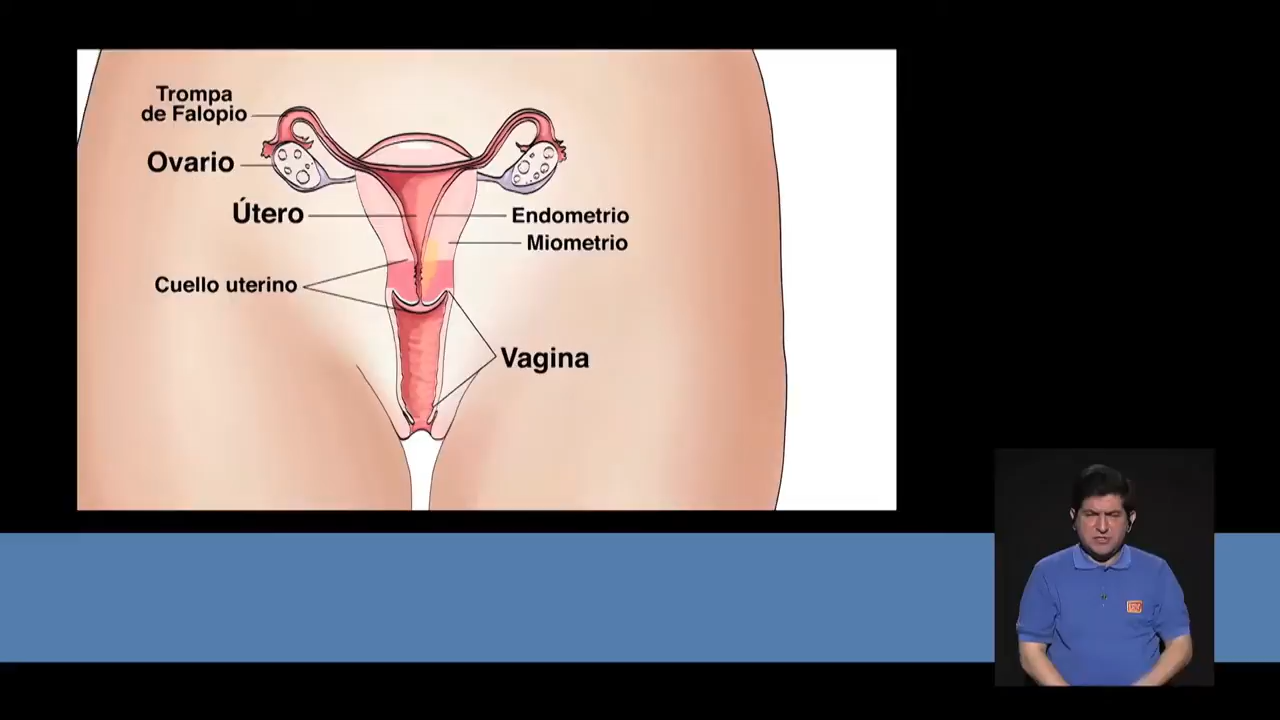 Trompa
de Falopio
Ovario
Útero
Endometrio
Miometrio
Cuello uterino
Vagina